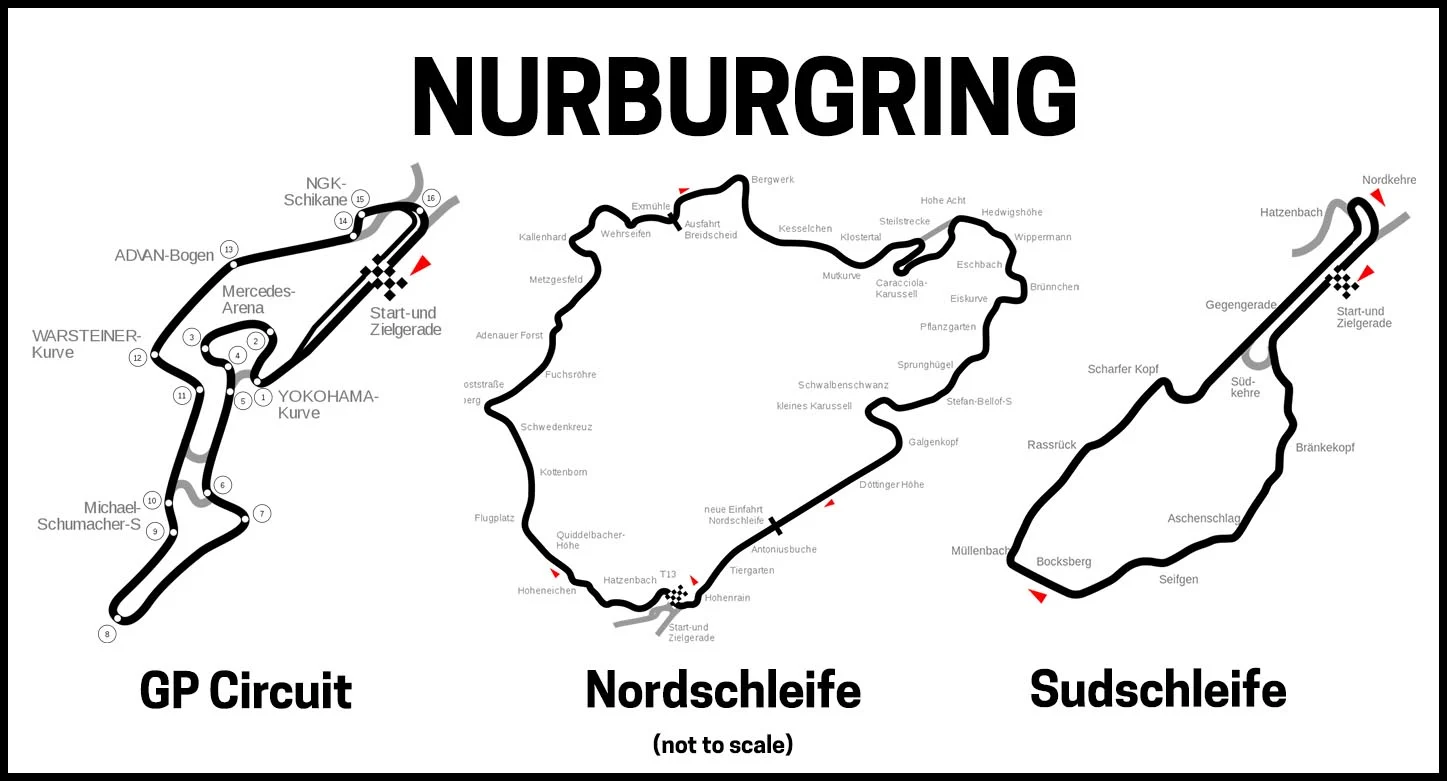 NURBURGRING
NGK-
Schikane
15
16
14
ADVAN-Bogen
13
Mercedes-
Arena
Start-und
Zielgerade
WARSTEINER-
Kurve
12
3
2
4
11
5
1
YOKOHAMA-
Kurve
6
10
7
Michael-
Schumacher-S
9
8
GP Circuit
Bergwerk
Exmühle
Ausfahrt
Breidscheid
Wehrseifen
Kallenhard
Metzgesfeld
Kesselchen
Klostertal
Mutkurve
Steilstrecke
Hohe Acht
Hedwigshöhe
Wippermann
Caracciola-
Karussell
Eschbach
Brünnchen
Eiskurve
Pflanzgarten
Adenauer Forst
Fuchsröhre
Sprunghügel
Schwalbenschwanz
kleines Karussell
Stefan-Bellof-S
oststraße
erg
Schwedenkreuz
Galgenkopf
Kottenborn
Döttinger Höhe
neue Einfahrt
Nordschleife
Flugplatz
Quiddelbacher-
Höhe
Antoniusbuche
Tiergarten
Hatzenbach
T13
Hocheichen
Hohenrain
Start-und
Zielgerade
Nordschleife
(not to scale)
Nordkehre
Hatzenbach
Gegengerade
Start-und
Zielgerade
Scharfer Kopf
Süd-
kehre
Rassrück
Bränkekopf
Aschenschlag
Müllenbach
Bocksberg
Seifgen
Sudschleife